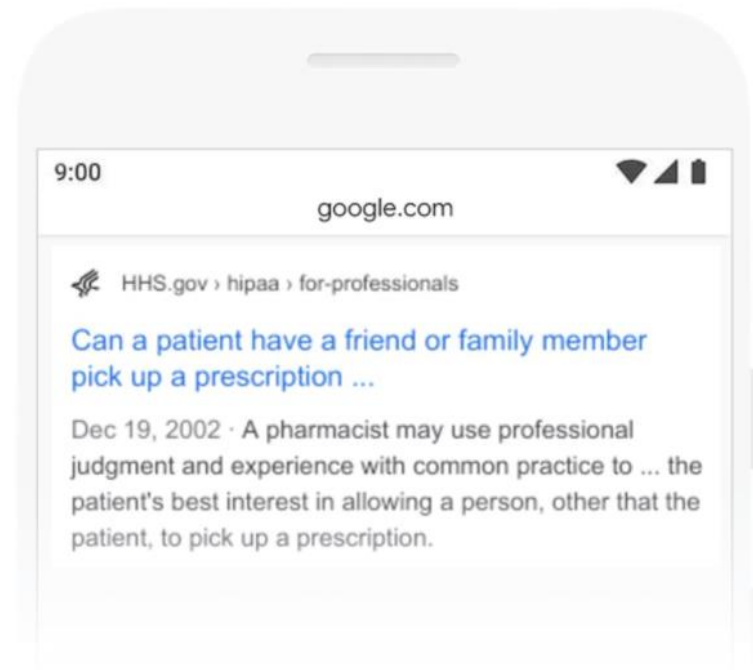 9:00
google.com
HHS.gov › hipaa › for-professionals
Can a patient have a friend or family member
pick up a prescription ...
Dec 19, 2002 · A pharmacist may use professional
judgment and experience with common practice to ... the
patient's best interest in allowing a person, other that the
patient, to pick up a prescription.